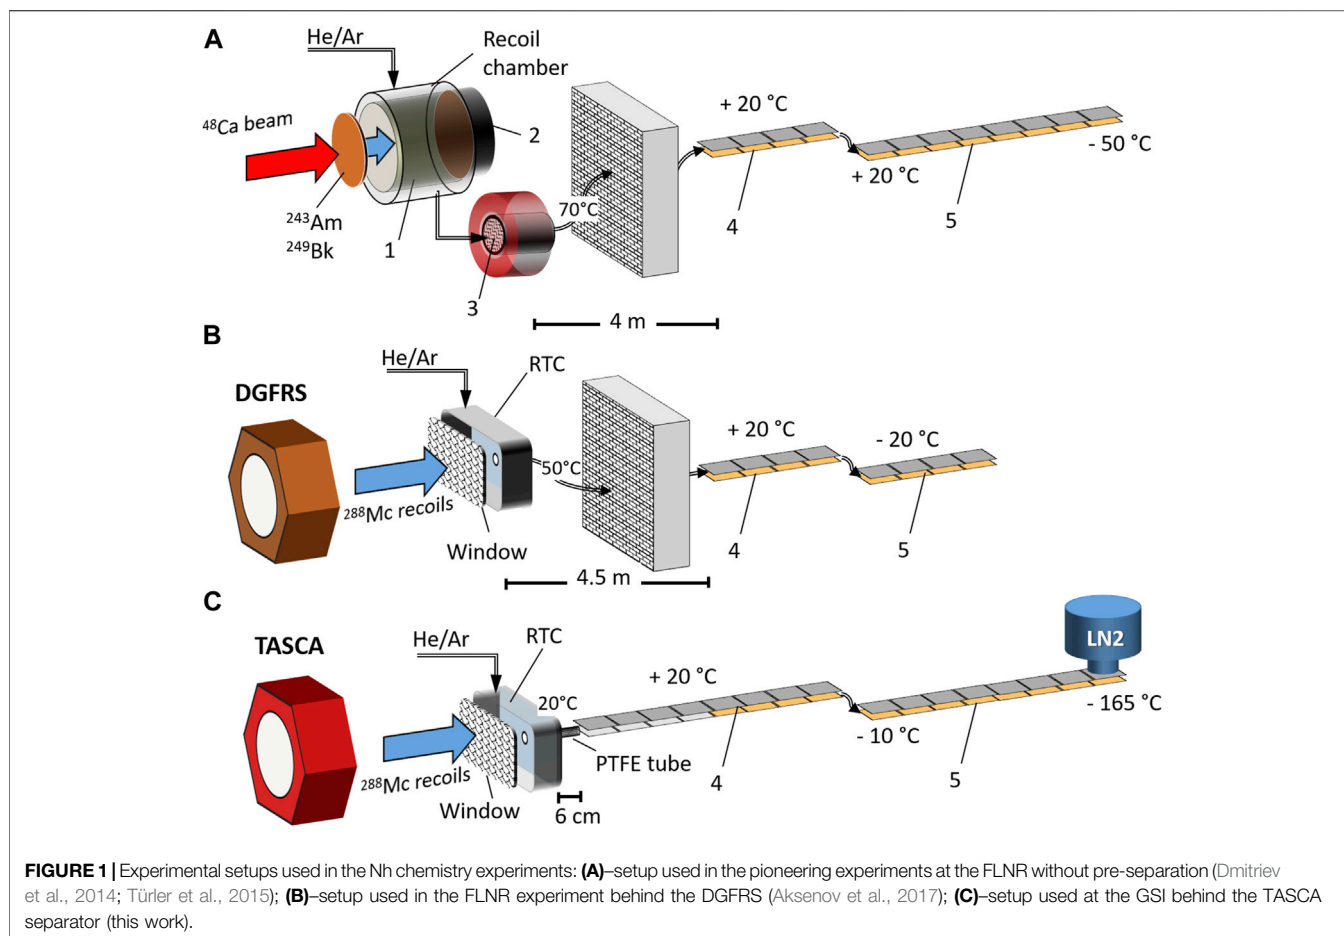 A
He/Ar
Recoil
chamber
48Ca beam
2
+ 20 °C
- 50 °C
+ 20 °C
243Am
249Bk
1
70°C
3
4
5
4 m
B
He/Ar
RTC
DGFRS
+ 20 °C
- 20 °C
50°C
288Mc recoils
Window
4
5
4.5 m
C
TASCA
He/Ar
RTC
LN2
+ 20 °C
20°C
- 165 °C
- 10 °C
PTFE tube
288Mc recoils
Window
4
5
6 cm
FIGURE 1 | Experimental setups used in the Nh chemistry experiments: (A)–setup used in the pioneering experiments at the FLNR without pre-separation (Dmitriev
et al., 2014; Türler et al., 2015); (B)–setup used in the FLNR experiment behind the DGFRS (Aksenov et al., 2017); (C)–setup used at the GSI behind the TASCA
separator (this work).